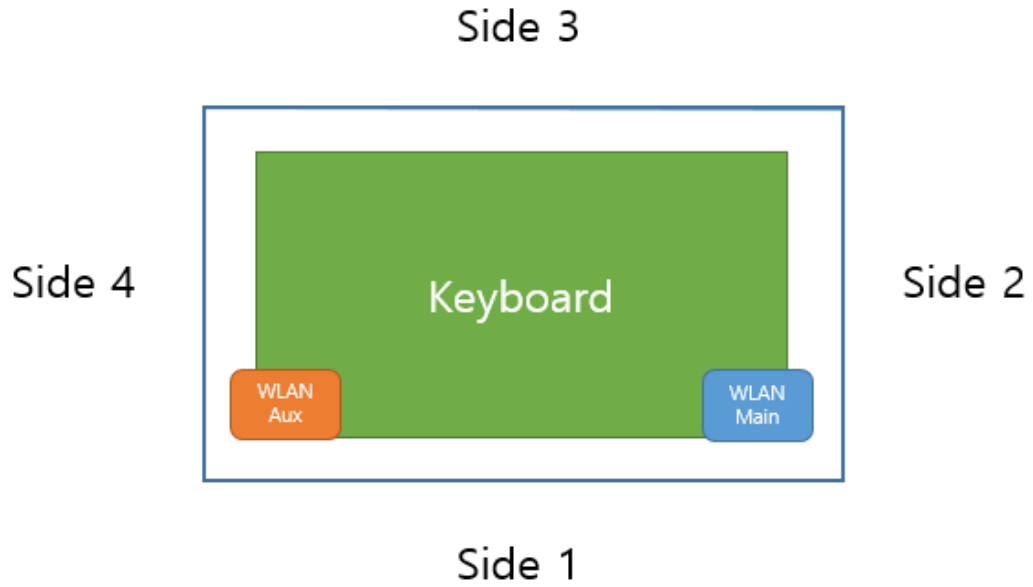 Side 3
Side 4
Keyboard
Side 2
WLAN
Aux
WLAN
Main
Side 1